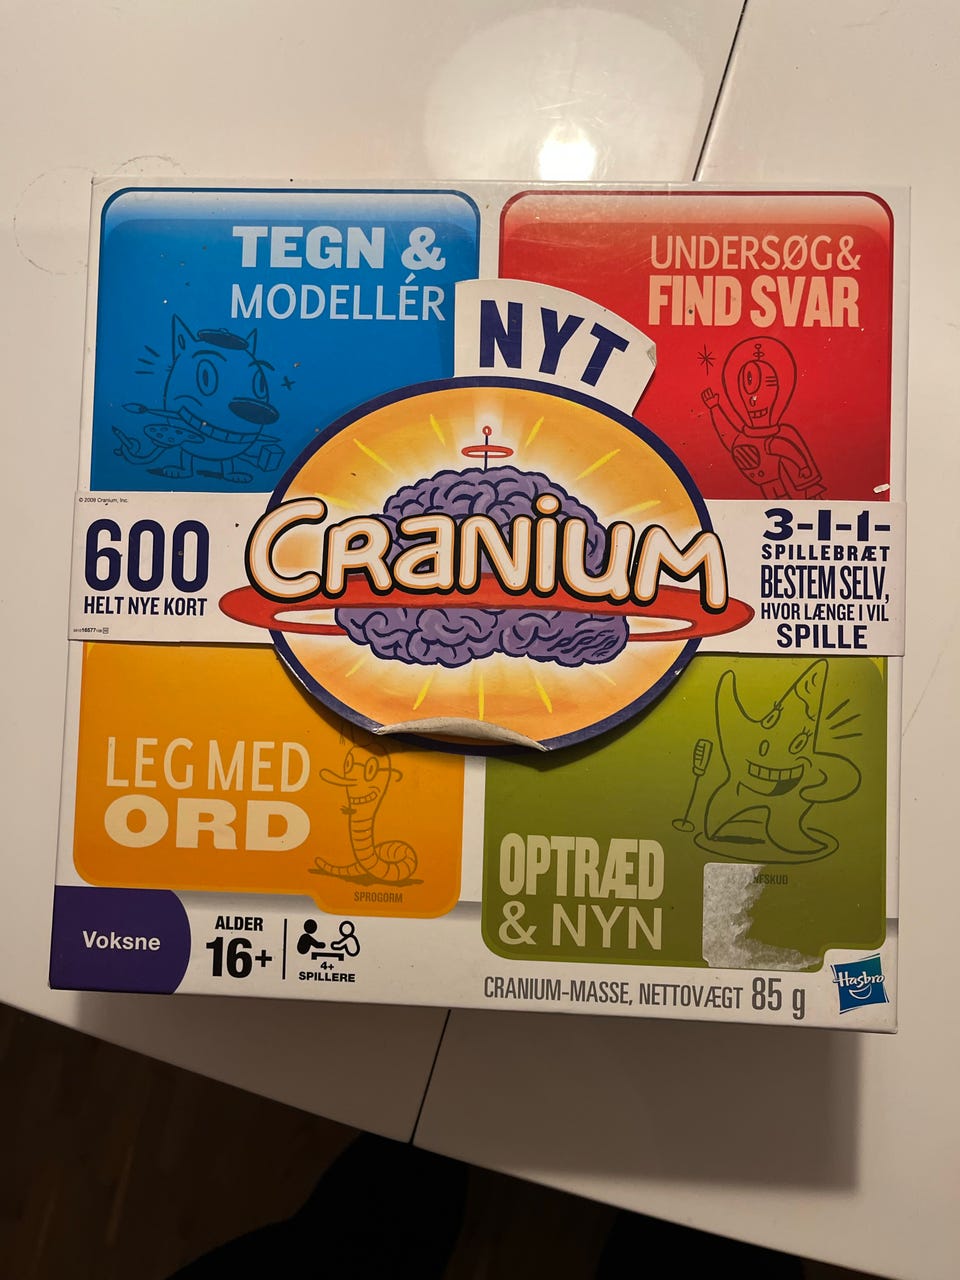 TEGN &
MODELLÉR
UNDERSØG &
FIND SVAR
NYT
© 2009 Cranium, Inc.
600
HELT NYE KORT
CRANIUM
3-I-1-
SPILLEBRÆT
BESTEM SELV,
HVOR LÆNGE I VIL
SPILLE
LEG MED
ORD
SPROGORM
OPTRÆD
& NYN
Voksne
ALDER
16+
4+
SPILLERE
CRANIUM-MASSE, NETTOVÆGT 85 g
Hasbro